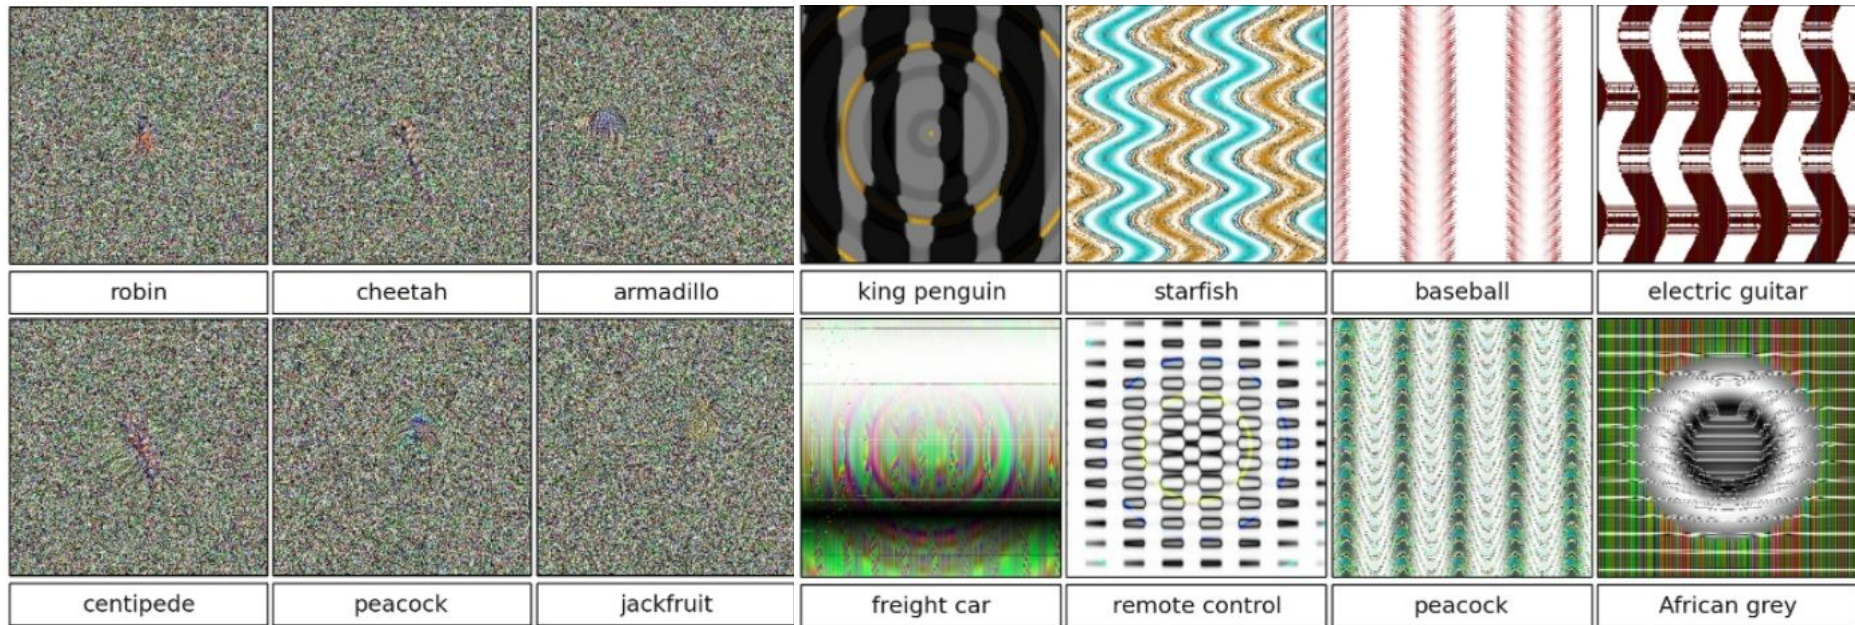 robin
cheetah
armadillo
king penguin
starfish
baseball
electric guitar
centipede
peacock
jackfruit
freight car
remote control
peacock
African grey